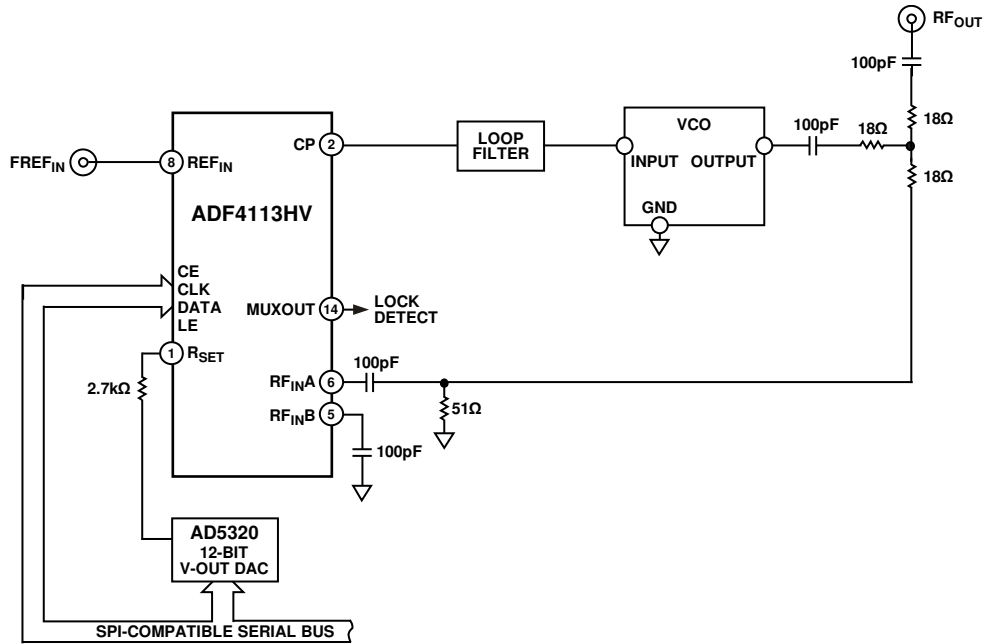 RFOUT
100pF
18Ω
VCO
100pF
18Ω
18Ω
INPUT OUTPUT
GND
LOOP
FILTER
CP 2
FREFIN
8 REFIN
ADF4113HV
CE
CLK
DATA
LE
MUXOUT 14
LOCK
DETECT
1 RSET
2.7kΩ
100pF
RFINA 6
51Ω
RFINB 5
100pF
AD5320
12-BIT
V-OUT DAC
SPI-COMPATIBLE SERIAL BUS